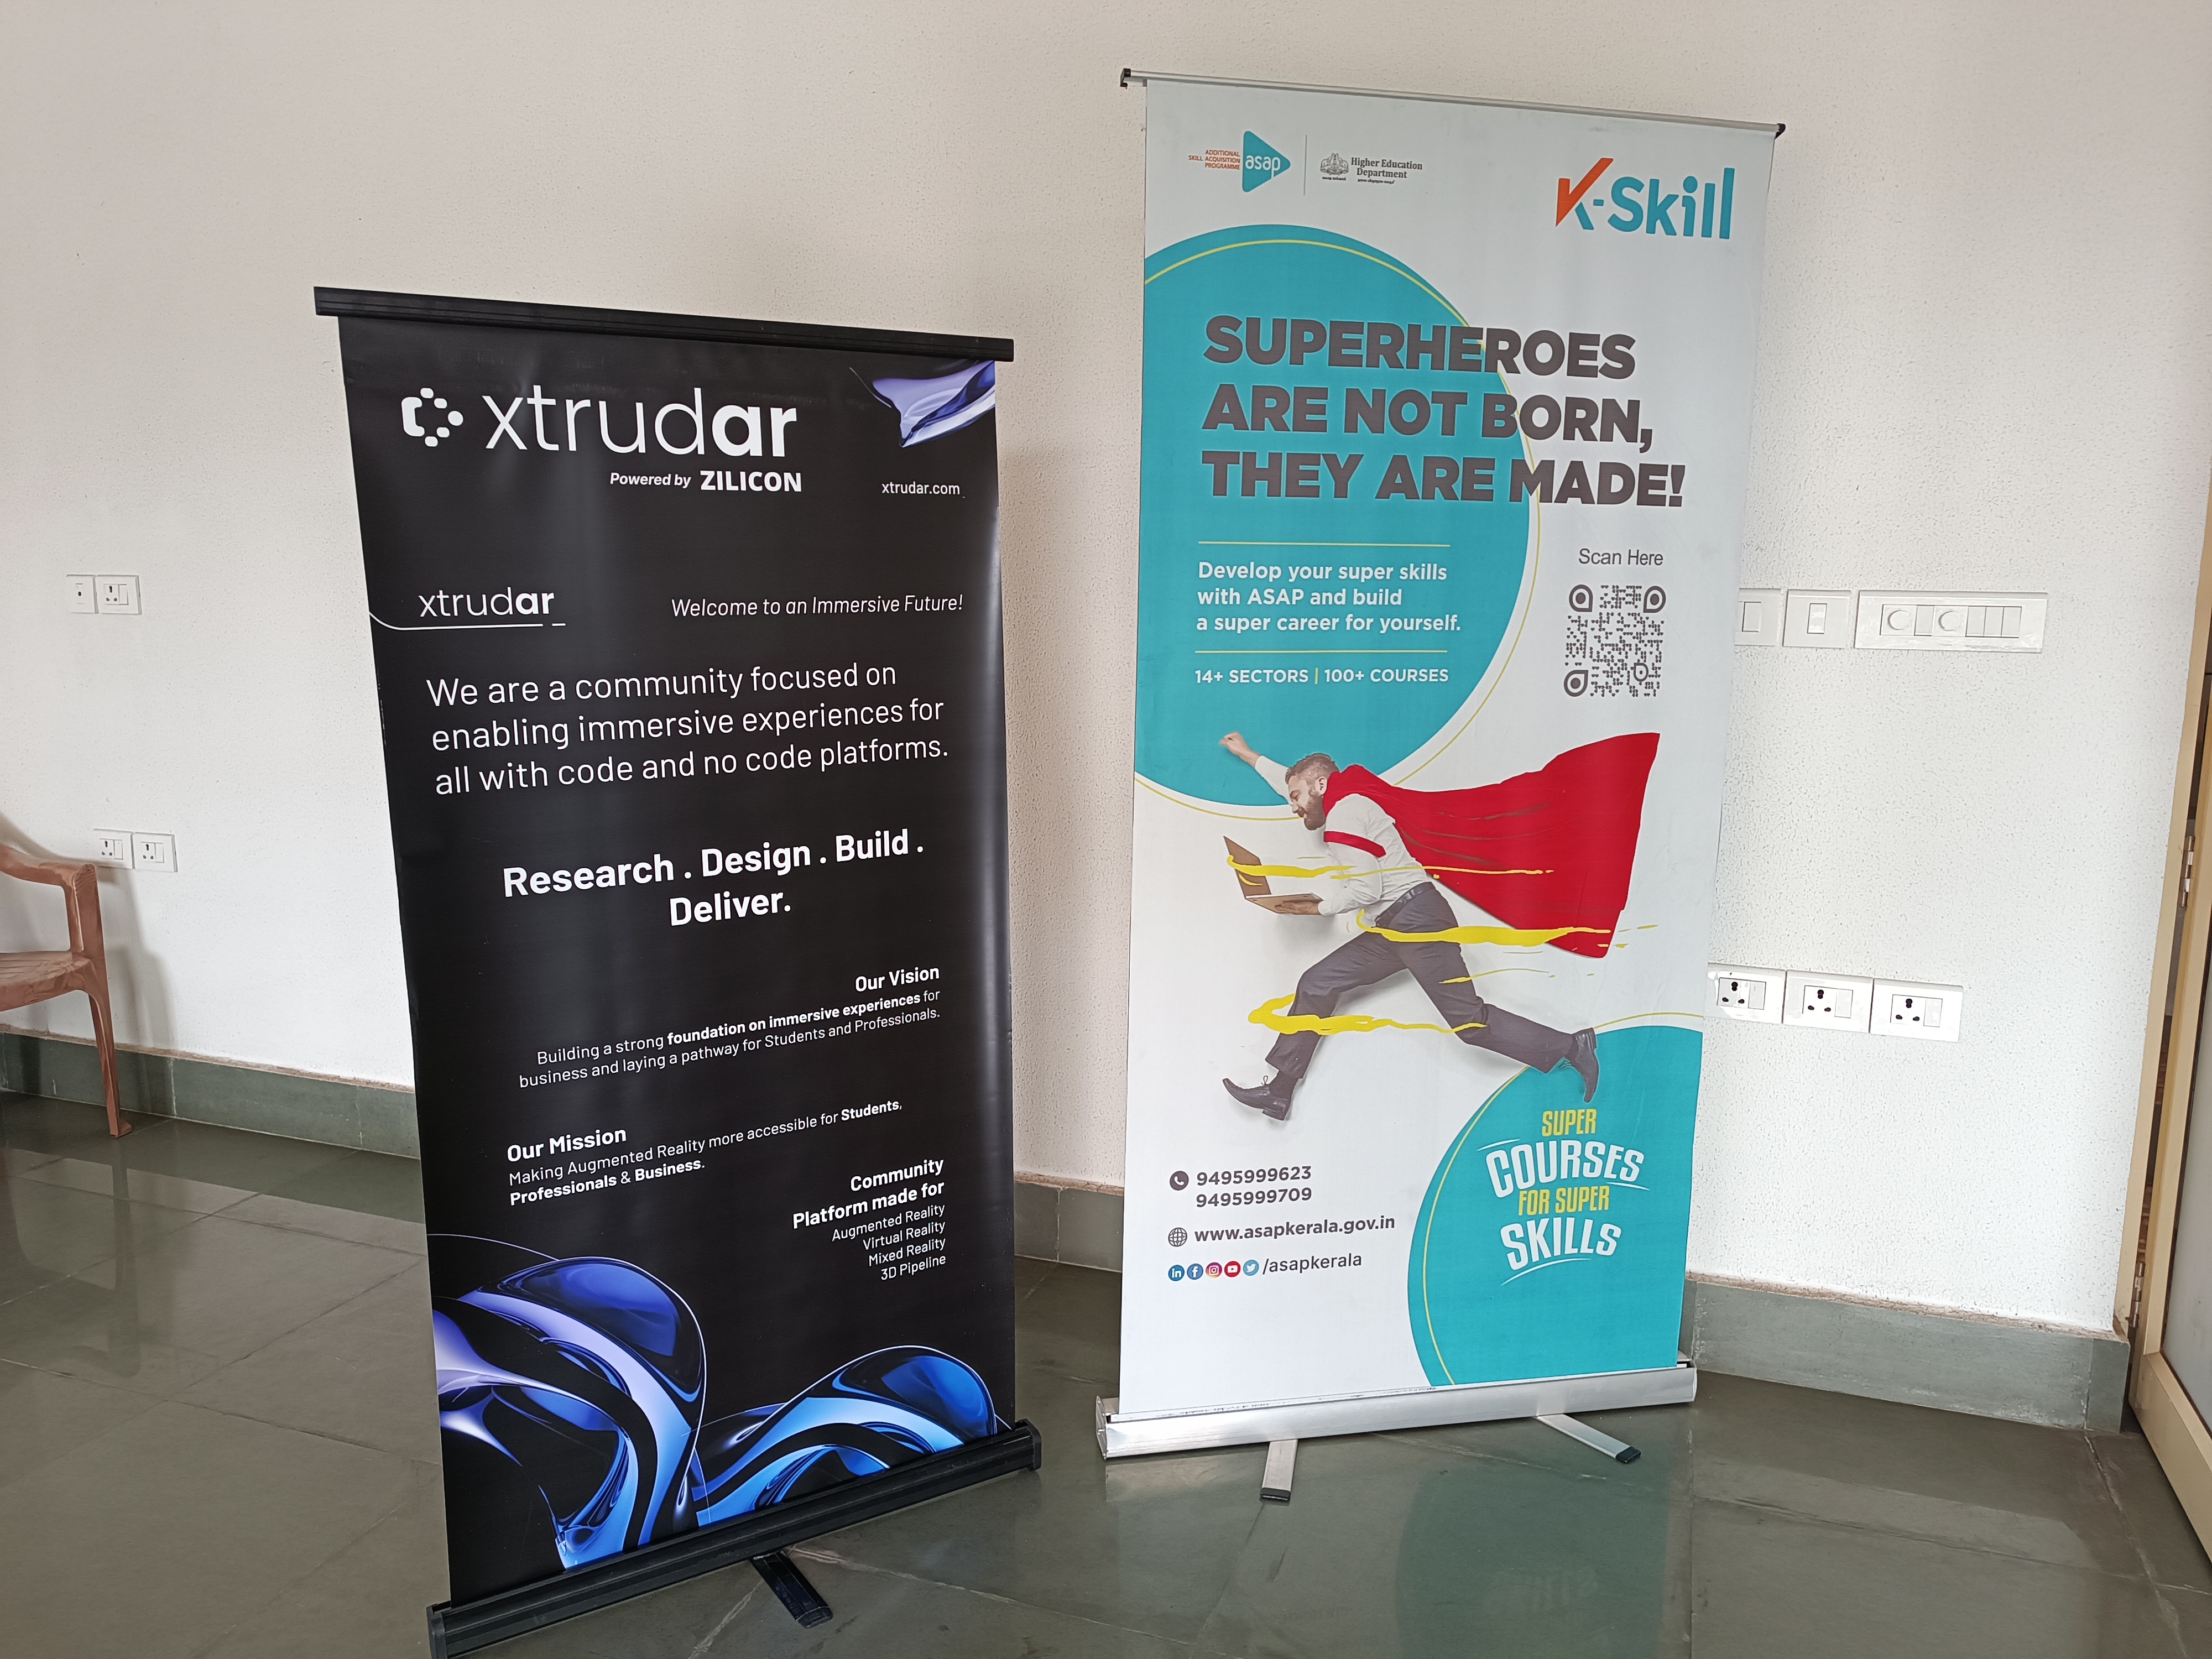 xtrudar
Powered by ZILICON
xtrudar.com
xtrudar
Welcome to an Immersive Future!
We are a community focused on
enabling immersive experiences for
all with code and no code platforms.
Research . Design . Build .
Deliver.
Our Vision
Building a strong foundation on immersive experiences for
business and laying a pathway for Students and Professionals.
Our Mission
Making Augmented Reality more accessible for Students,
Professionals & Business.
Community
Platform made for
Augmented Reality
Virtual Reality
Mixed Reality
3D Pipeline
ADDITIONAL
SKILL ACQUISITION
PROGRAMME
asap
Higher Education
Department
K-Skill
SUPERHEROES
ARE NOT BORN,
THEY ARE MADE!
Develop your super skills
with ASAP and build
a super career for yourself.
14+ SECTORS | 100+ COURSES
Scan Here
SUPER
COURSES
FOR SUPER
SKILLS
9495999623
9495999709
www.asapkerala.gov.in
/asapkerala